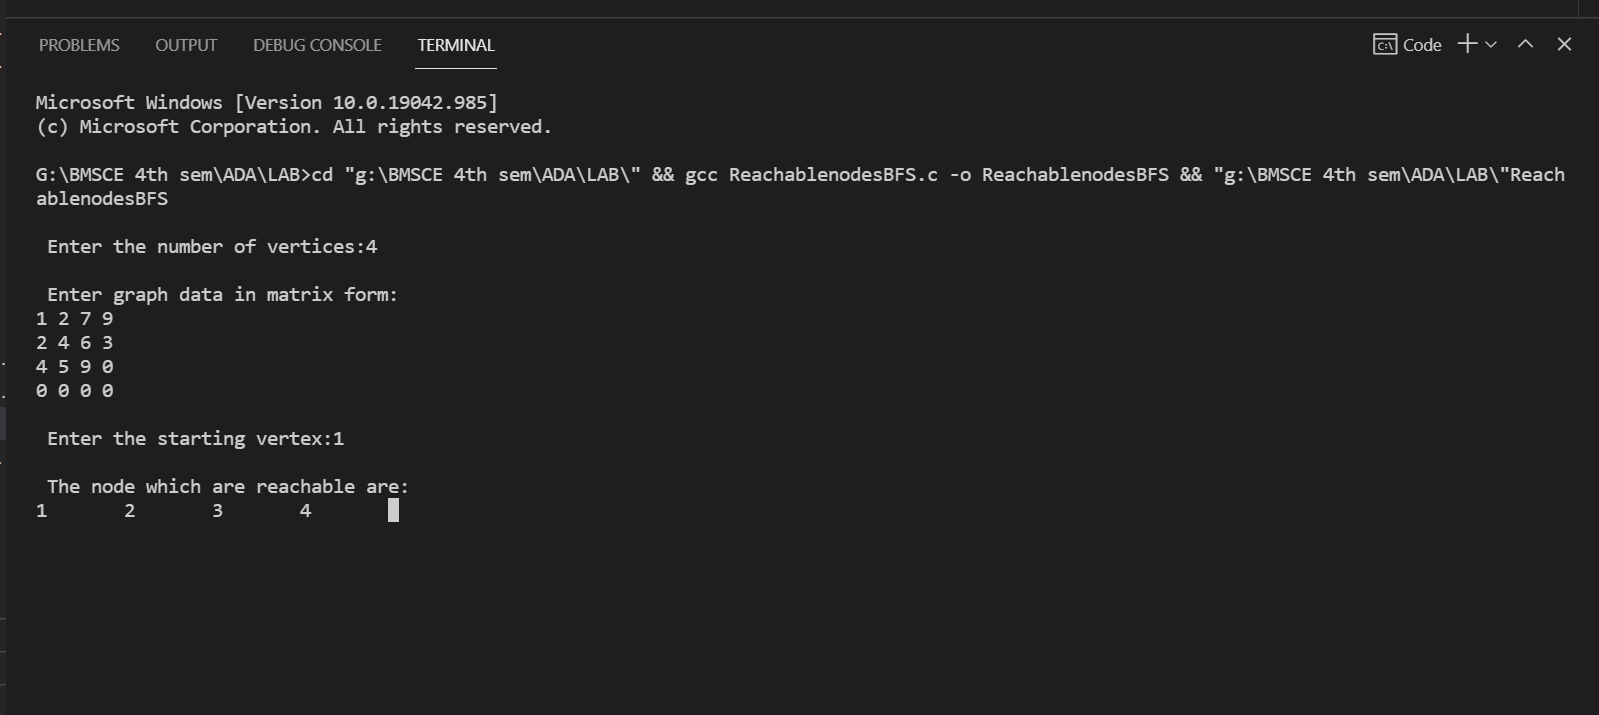 PROBLEMS OUTPUT DEBUG CONSOLE TERMINAL Code
Microsoft Windows [Version 10.0.19042.985]
(c) Microsoft Corporation. All rights reserved.
G:\BMSCE 4th sem\ADA\LAB>cd "g:\BMSCE 4th sem\ADA\LAB\" && gcc ReachablenodesBFS.c -o ReachablenodesBFS && "g:\BMSCE 4th sem\ADA\LAB\"Reach
ablenodesBFS
Enter the number of vertices:4
Enter graph data in matrix form:
1 2 7 9
2 4 6 3
4 5 9 0
0 0 0 0
Enter the starting vertex:1
The node which are reachable are:
1 2 3 4